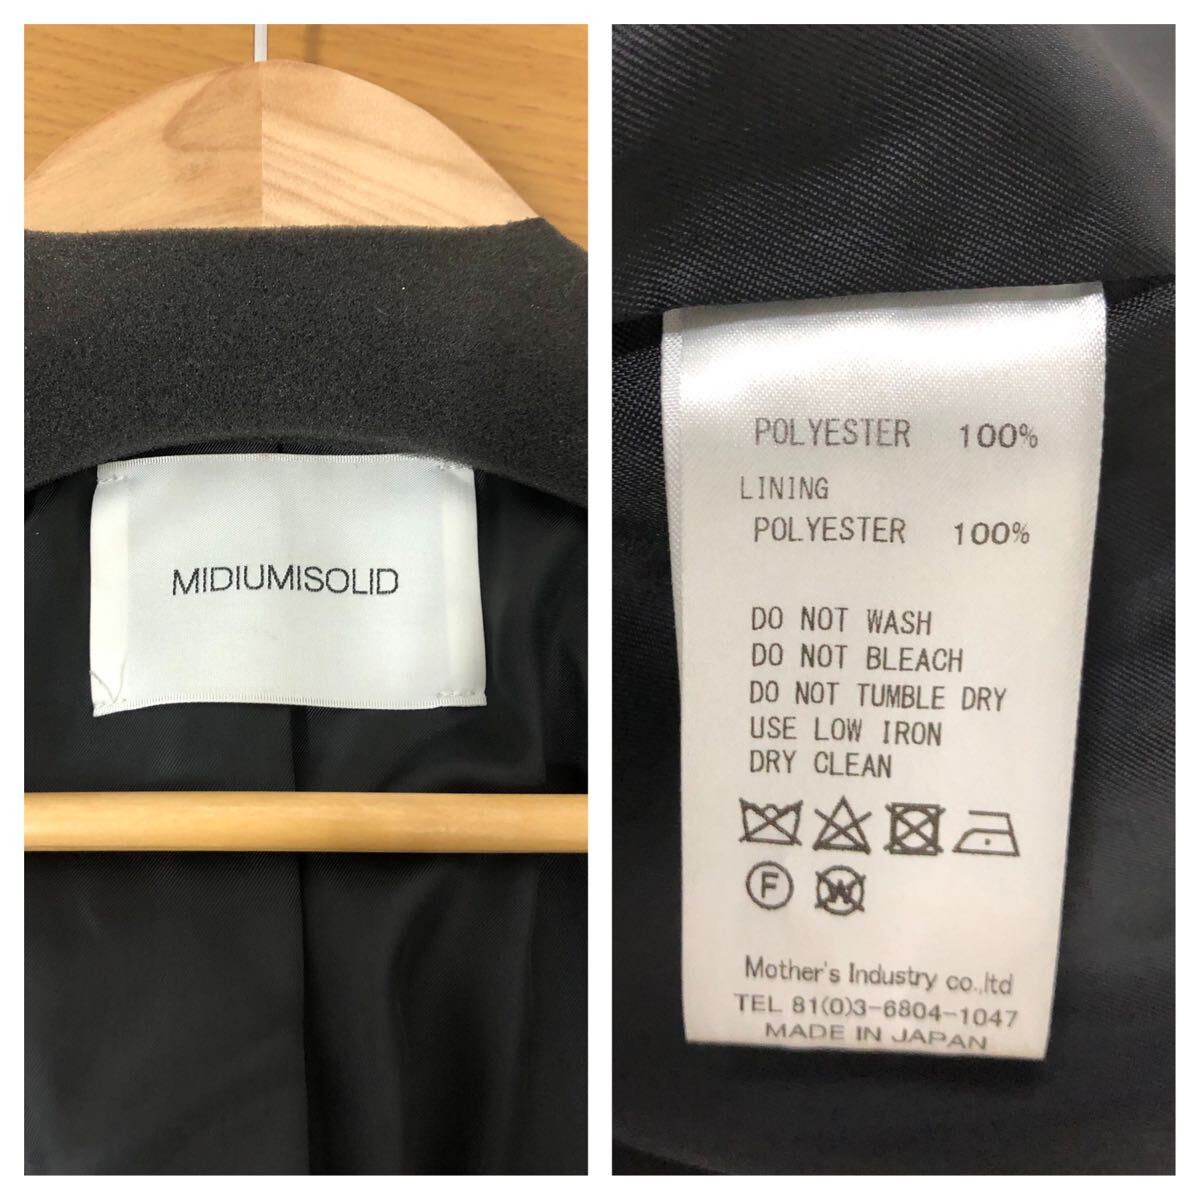 MIDIUMISOLID
POLYESTER 100%
LINING
POLYESTER 100%
DO NOT WASH
DO NOT BLEACH
DO NOT TUMBLE DRY
USE LOW IRON
DRY CLEAN
F W
Mother's Industry co.,ltd
TEL 81(0)3-6804-1047
MADE IN JAPAN